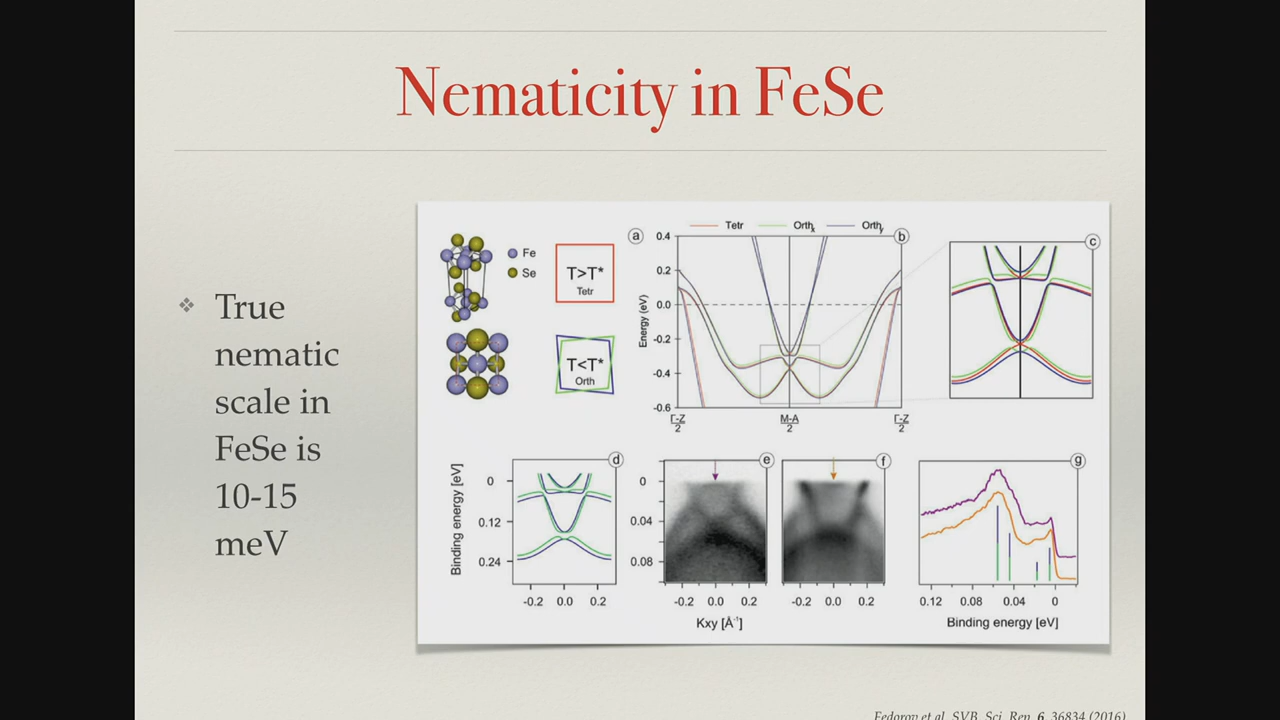 Nematicity in FeSe
True
nematic
scale in
FeSe is
10-15
meV
Fe
Se
T>T*
Tetr
T<T*
Orth
a
Tetr Orthx Orthy
b
Energy (eV)
0.4
0.2
0.0
-0.2
-0.4
-0.6
Γ-Z
2
M-A
2
Γ-Z
2
c
d
Binding energy [eV]
0
0.12
0.24
-0.2 0.0 0.2
e
0
0.04
0.08
-0.2 0.0 0.2
f
-0.2 0.0 0.2
Kxy [Å⁻¹]
g
0.12 0.08 0.04 0
Binding energy [eV]
Fedorov et al. SVB, Sci. Rep. 6, 36834 (2016)